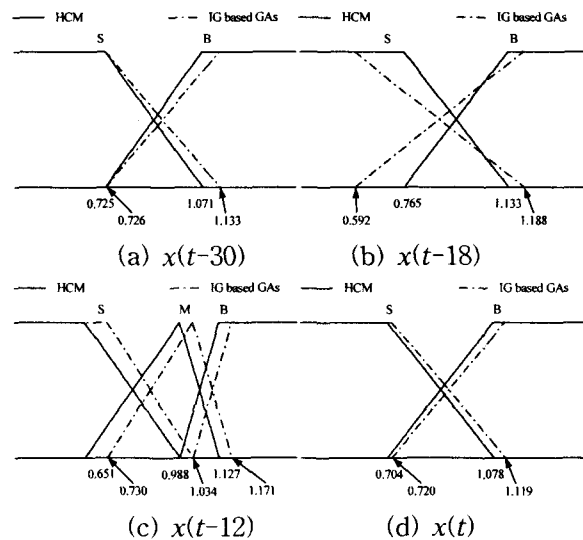 HCM IG based GAs HCM IG based GAs
S B S B
0.725 1.071 0.765 1.133
0.726 1.133 0.592 1.188
(a) x(t-30) (b) x(t-18)
HCM IG based GAs HCM IG based GAs
S M B S B
0.651 0.988 1.127 0.704 1.078
0.730 1.034 1.171 0.720 1.119
(c) x(t-12) (d) x(t)